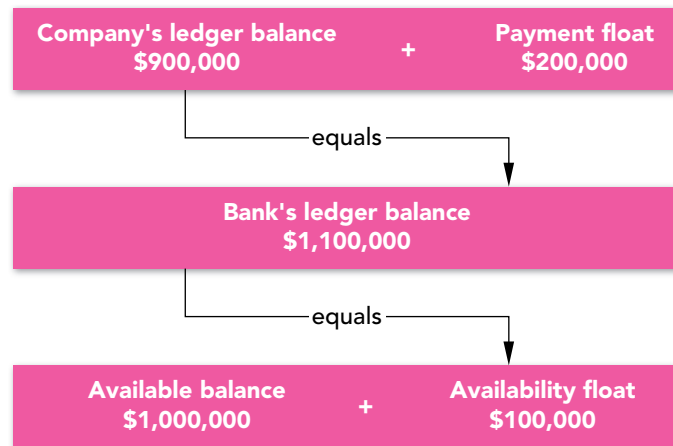 Company's ledger balance + Payment float
$900,000 $200,000
equals
Bank's ledger balance
$1,100,000
equals
Available balance + Availability float
$1,000,000 $100,000